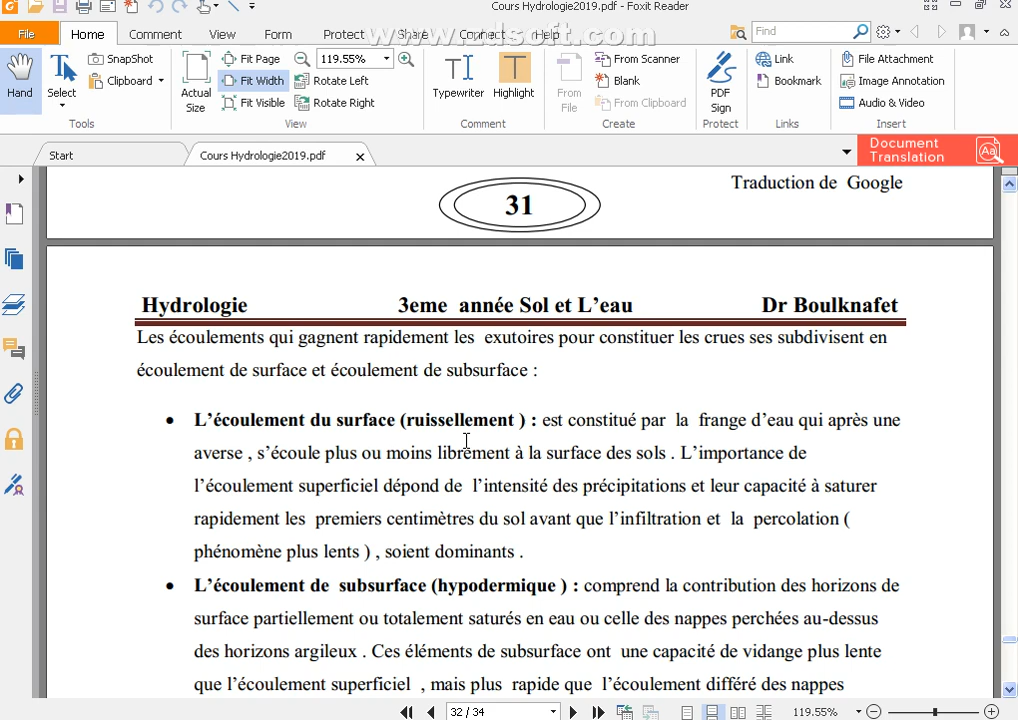 Cours Hydrologie2019.pdf - Foxit Reader
www.zdsoft.com
File Home Comment View Form Protect Share Connect Help Find
Hand Select SnapShot Clipboard Actual Size Fit Page Fit Width Fit Visible 119.55% Rotate Left Rotate Right Typewriter Highlight From File From Scanner Blank From Clipboard PDF Sign Link Bookmark File Attachment Image Annotation Audio & Video
Tools View Comment Create Protect Links Insert
Start Cours Hydrologie2019.pdf Document Translation
Traduction de Google
31
Hydrologie 3eme année Sol et L’eau Dr Boulknafet
Les écoulements qui gagnent rapidement les exutoires pour constituer les crues ses subdivisent en
écoulement de surface et écoulement de subsurface :
• L’écoulement du surface (ruissellement ) : est constitué par la frange d’eau qui après une
averse , s’écoule plus ou moins librement à la surface des sols . L’importance de
l’écoulement superficiel dépond de l’intensité des précipitations et leur capacité à saturer
rapidement les premiers centimètres du sol avant que l’infiltration et la percolation (
phénomène plus lents ) , soient dominants .
• L’écoulement de subsurface (hypodermique ) : comprend la contribution des horizons de
surface partiellement ou totalement saturés en eau ou celle des nappes perchées au-dessus
des horizons argileux . Ces éléments de subsurface ont une capacité de vidange plus lente
que l’écoulement superficiel , mais plus rapide que l’écoulement différé des nappes
32 / 34 119.55%